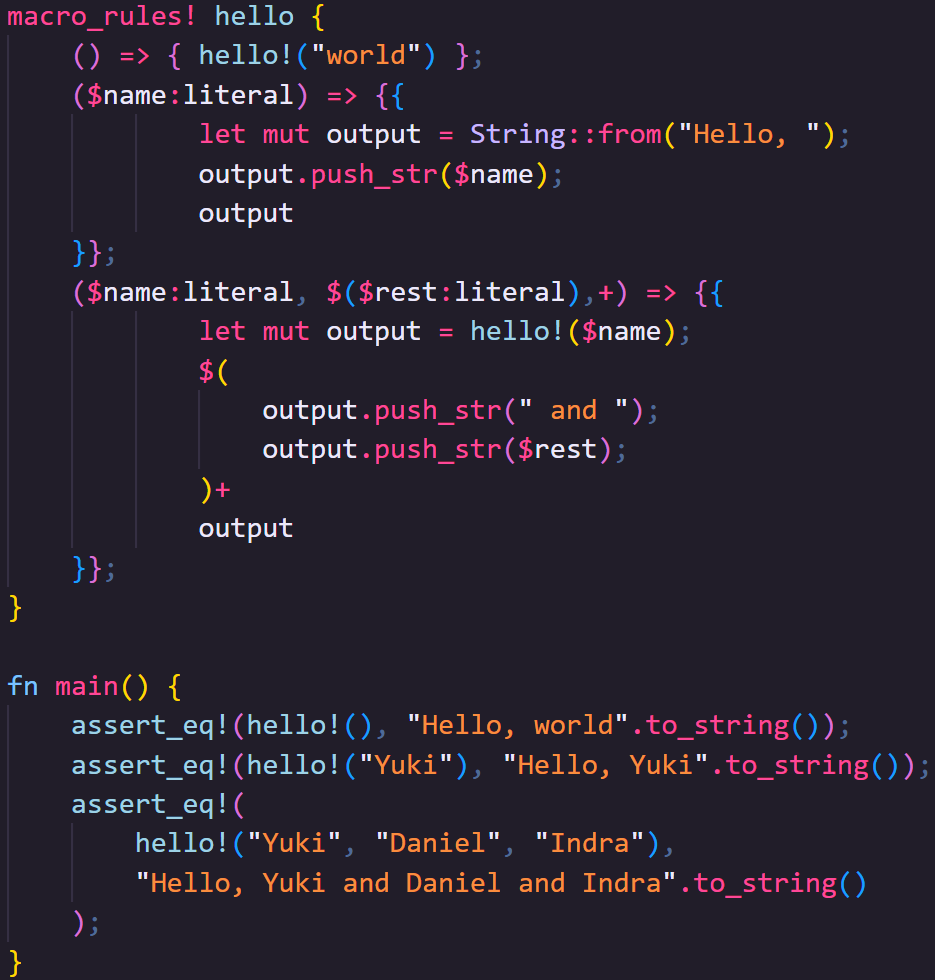 macro_rules! hello {
    () => { hello!("world") };
    ($name:literal) => {{
            let mut output = String::from("Hello, ");
            output.push_str($name);
            output
    }};
    ($name:literal, $($rest:literal),+) => {{
            let mut output = hello!($name);
            $(
                output.push_str(" and ");
                output.push_str($rest);
            )+
            output
    }};
}

fn main() {
    assert_eq!(hello!(), "Hello, world".to_string());
    assert_eq!(hello!("Yuki"), "Hello, Yuki".to_string());
    assert_eq!(
        hello!("Yuki", "Daniel", "Indra"),
        "Hello, Yuki and Daniel and Indra".to_string()
    );
}